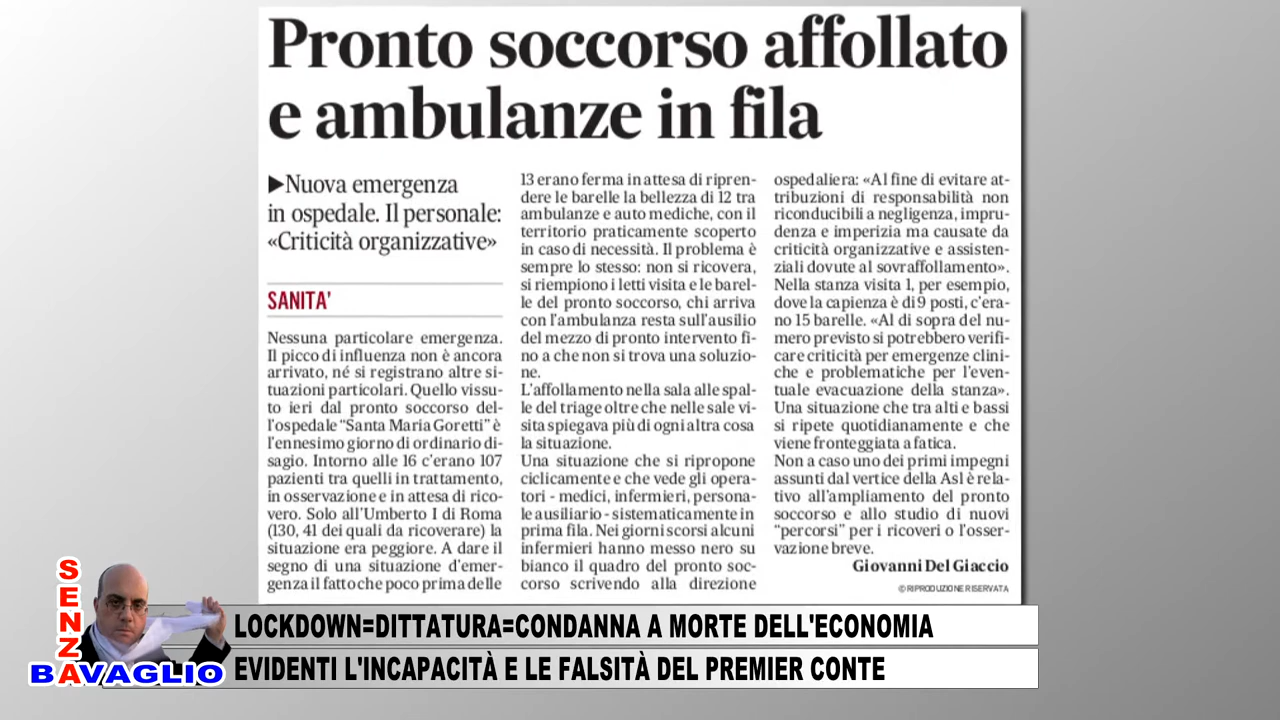 Pronto soccorso affollato
e ambulanze in fila
▶Nuova emergenza
in ospedale. Il personale:
«Criticità organizzative»
SANITA'
Nessuna particolare emergenza.
Il picco di influenza non è ancora
arrivato, né si registrano altre si-
tuazioni particolari. Quello vissu-
to ieri dal pronto soccorso del-
l'ospedale "Santa Maria Goretti" è
l'ennesimo giorno di ordinario di-
sagio. Intorno alle 16 c'erano 107
pazienti tra quelli in trattamento,
in osservazione e in attesa di rico-
vero. Solo all'Umberto I di Roma
(130, 41 dei quali da ricoverare) la
situazione era peggiore. A dare il
segno di una situazione d'emer-
genza il fatto che poco prima delle
13 erano ferma in attesa di ripren-
dere le barelle la bellezza di 12 tra
ambulanze e auto mediche, con il
territorio praticamente scoperto
in caso di necessità. Il problema è
sempre lo stesso: non si ricovera,
si riempiono i letti visita e le barel-
le del pronto soccorso, chi arriva
con l'ambulanza resta sull'ausilio
del mezzo di pronto intervento fi-
no a che non si trova una soluzio-
ne.
L'affollamento nella sala alle spal-
le del triage oltre che nelle sale vi-
sita spiegava più di ogni altra cosa
la situazione.
Una situazione che si ripropone
ciclicamente e che vede gli opera-
tori - medici, infermieri, persona-
le ausiliario - sistematicamente in
prima fila. Nei giorni scorsi alcuni
infermieri hanno messo nero su
bianco il quadro del pronto soc-
corso scrivendo alla direzione
ospedaliera: «Al fine di evitare at-
tribuzioni di responsabilità non
riconducibili a negligenza, impru-
denza e imperizia ma causate da
criticità organizzative e assisten-
ziali dovute al sovraffollamento».
Nella stanza visita 1, per esempio,
dove la capienza è di 9 posti, c'era-
no 15 barelle. «Al di sopra del nu-
mero previsto si potrebbero verifi-
care criticità per emergenze clini-
che e problematiche per l'even-
tuale evacuazione della stanza».
Una situazione che tra alti e bassi
si ripete quotidianamente e che
viene fronteggiata a fatica.
Non a caso uno dei primi impegni
assunti dal vertice della Asl è rela-
tivo all'ampliamento del pronto
soccorso e allo studio di nuovi
"percorsi" per i ricoveri o l'osser-
vazione breve.
Giovanni Del Giaccio
© RIPRODUZIONE RISERVATA
SENZA
BAVAGLIO
LOCKDOWN=DITTATURA=CONDANNA A MORTE DELL'ECONOMIA
EVIDENTI L'INCAPACITÀ E LE FALSITÀ DEL PREMIER CONTE